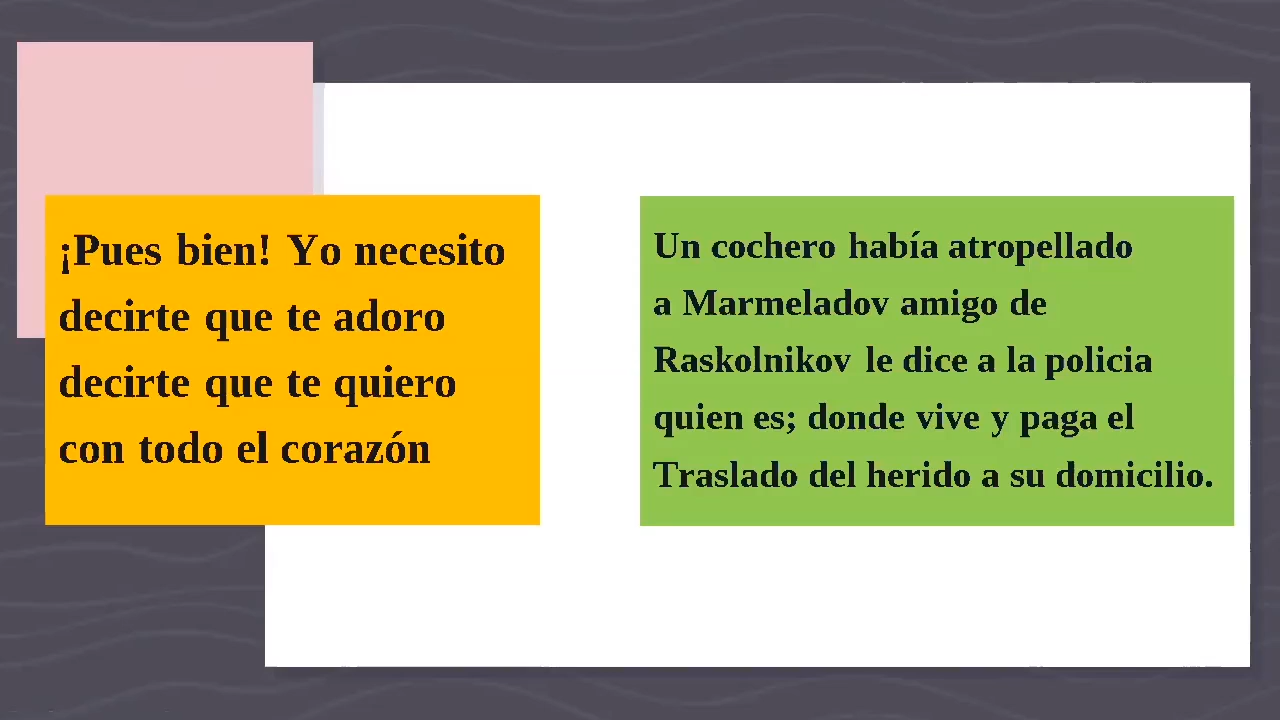 ¡Pues bien! Yo necesito
decirte que te adoro
decirte que te quiero
con todo el corazón
Un cochero había atropellado
a Marmeladov amigo de
Raskolnikov le dice a la policia
quien es; donde vive y paga el
Traslado del herido a su domicilio.